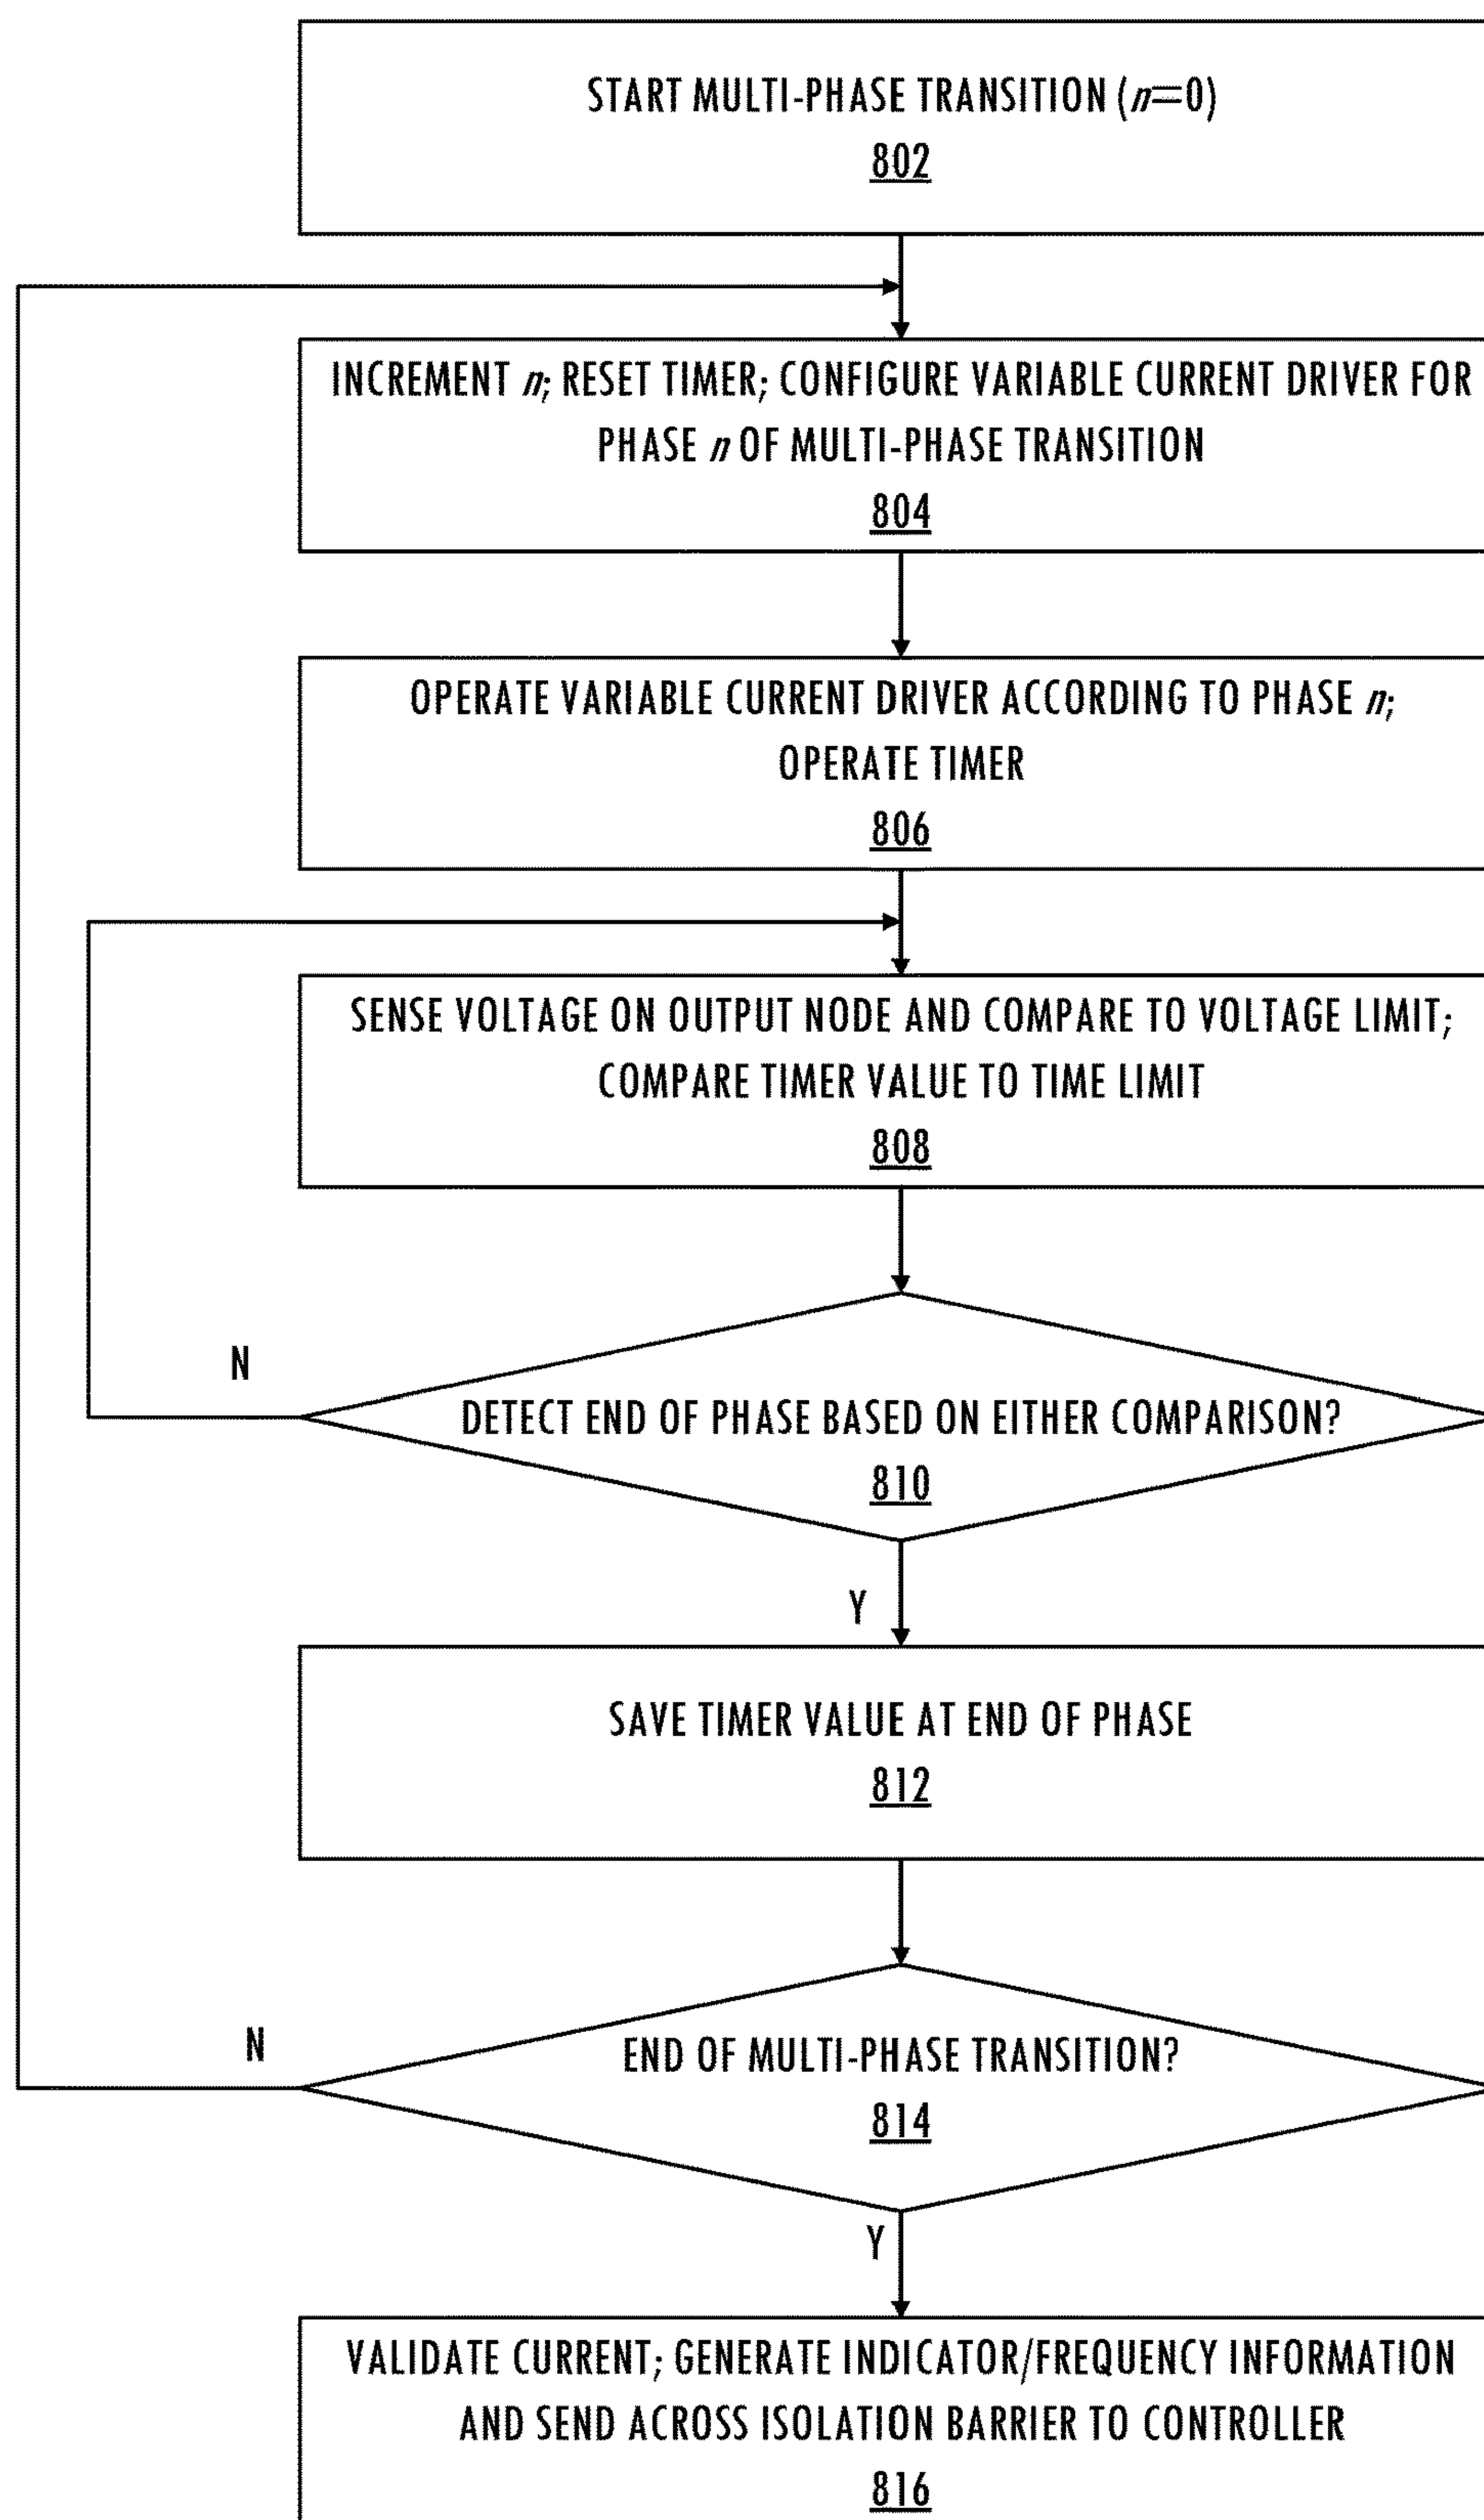 START MULTI-PHASE TRANSITION (n=0)
802
INCREMENT n; RESET TIMER; CONFIGURE VARIABLE CURRENT DRIVER FOR
PHASE n OF MULTI-PHASE TRANSITION
804
OPERATE VARIABLE CURRENT DRIVER ACCORDING TO PHASE n;
OPERATE TIMER
806
SENSE VOLTAGE ON OUTPUT NODE AND COMPARE TO VOLTAGE LIMIT;
COMPARE TIMER VALUE TO TIME LIMIT
808
N
DETECT END OF PHASE BASED ON EITHER COMPARISON?
810
Y
SAVE TIMER VALUE AT END OF PHASE
812
N
END OF MULTI-PHASE TRANSITION?
814
Y
VALIDATE CURRENT; GENERATE INDICATOR/FREQUENCY INFORMATION
AND SEND ACROSS ISOLATION BARRIER TO CONTROLLER
816